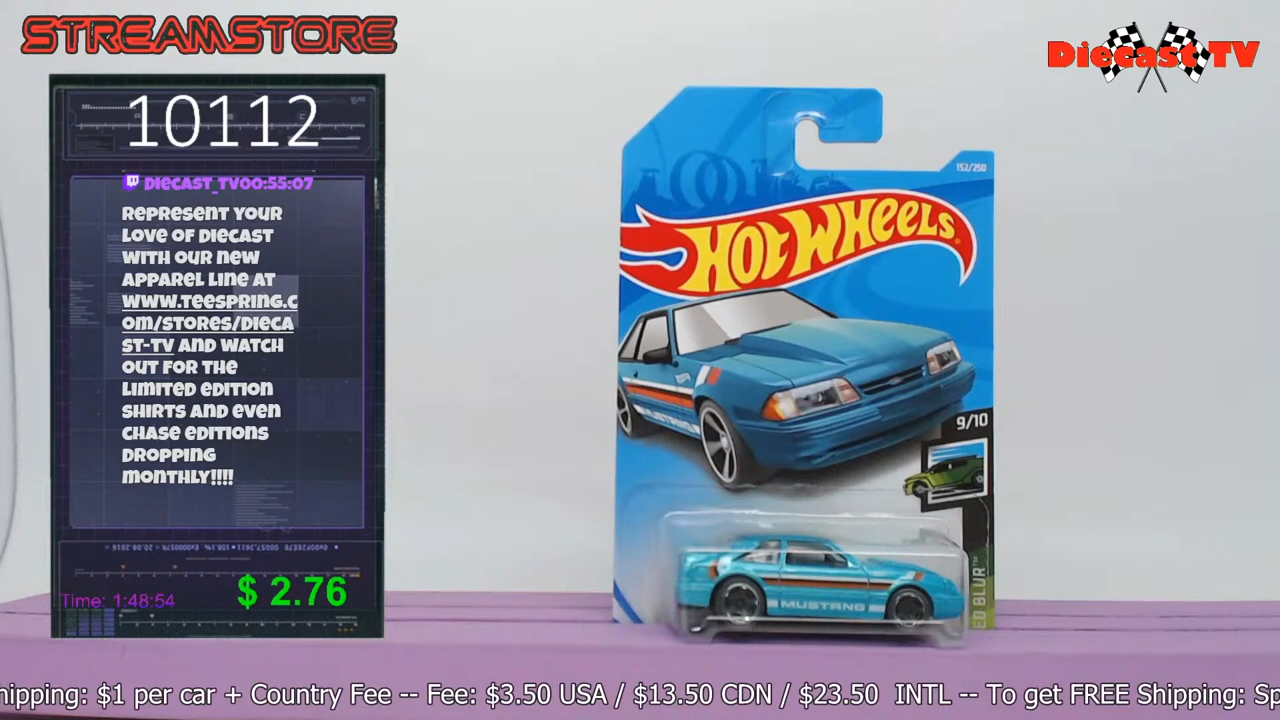 STREAMSTORE
Diecast TV
10112
DIECAST_TV00:55:07
REPRESENT YOUR
LOVE OF DIECAST
WITH OUR NEW
APPAREL LINE AT
WWW.TEESPRING.C
OM/STORES/DIECA
ST-TV AND WATCH
OUT FOR THE
LIMITED EDITION
SHIRTS AND EVEN
CHASE EDITIONS
DROPPING
MONTHLY!!!!
Time: 1:48:54
$ 2.76
152/250
HOT WHEELS
9/10
MUSTANG
ED BLUR™
hipping: $1 per car + Country Fee -- Fee: $3.50 USA / $13.50 CDN / $23.50 INTL -- To get FREE Shipping: Sp